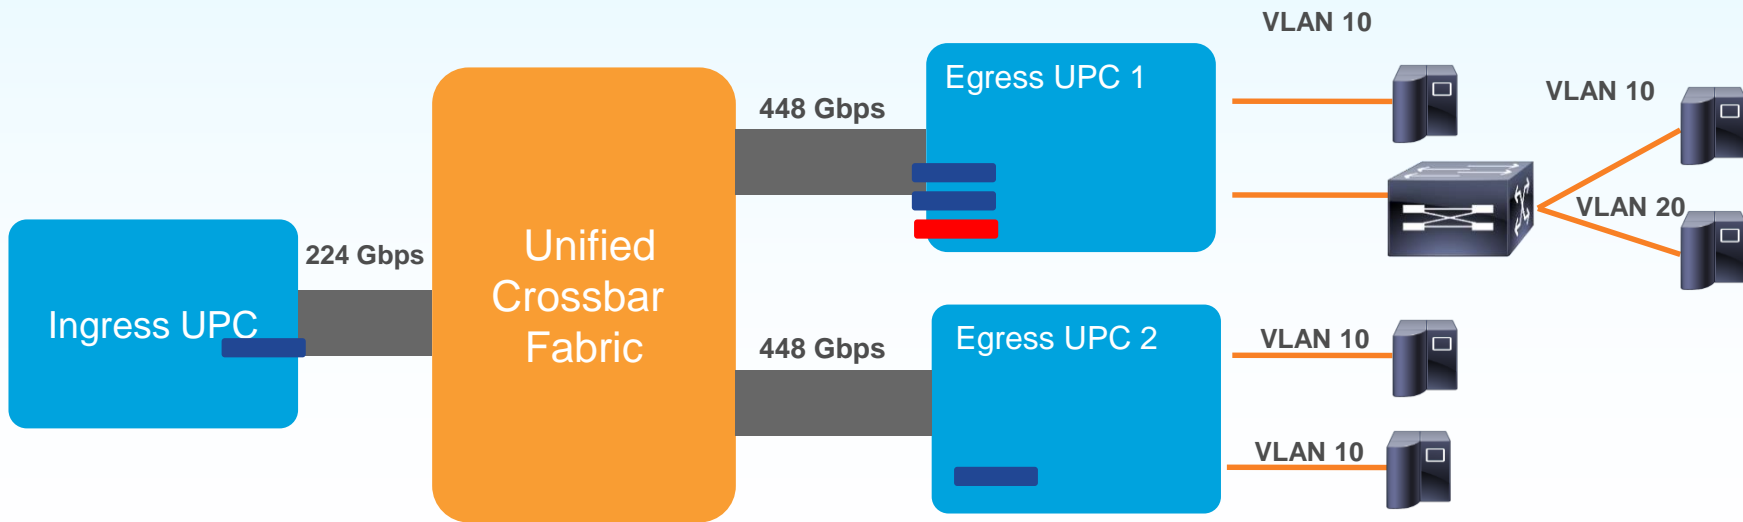 VLAN 10
Egress UPC 1
448 Gbps
VLAN 10
VLAN 20
Unified
Crossbar
Fabric
224 Gbps
Ingress UPC
448 Gbps
Egress UPC 2
VLAN 10
VLAN 10